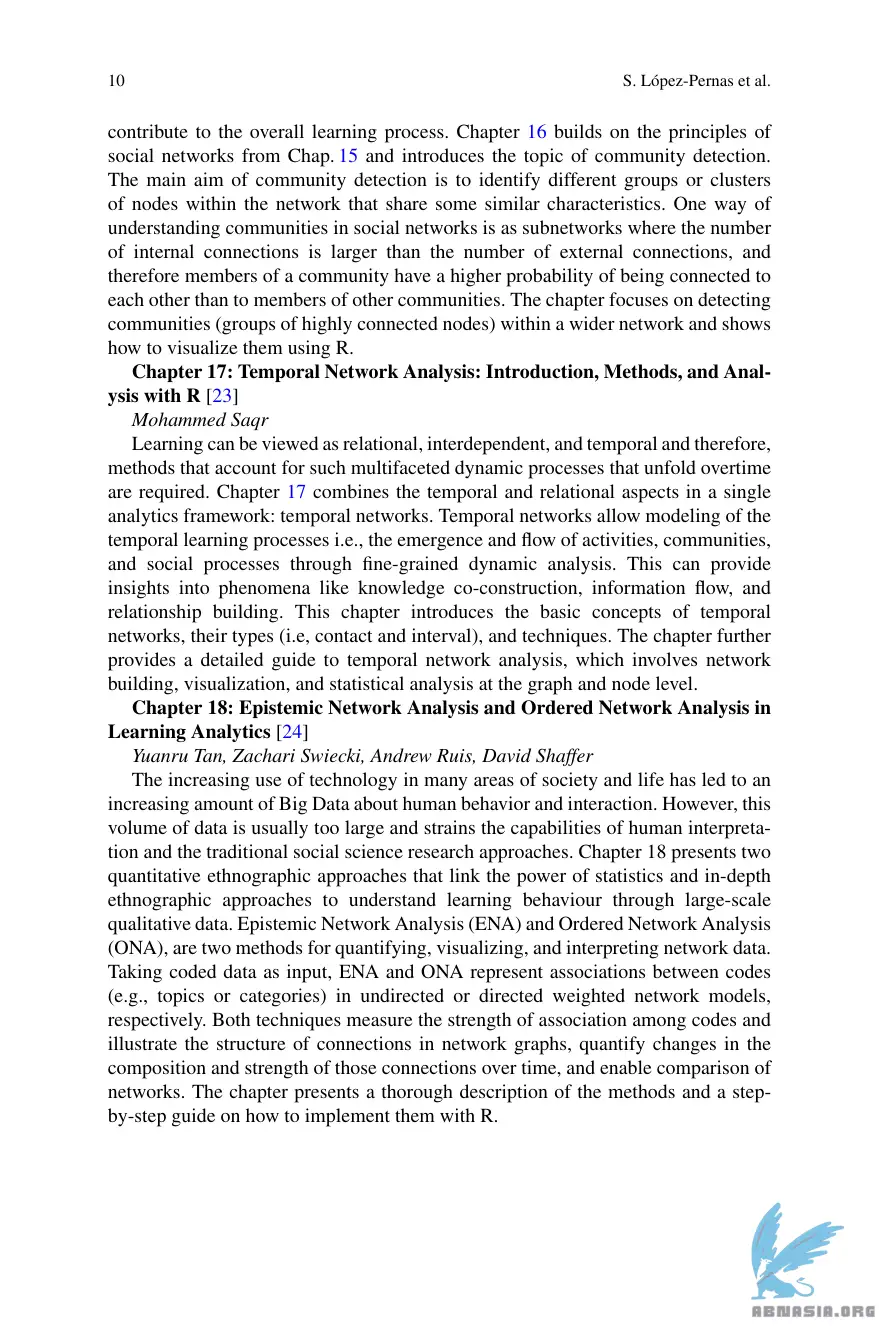 10 S. López-Pernas et al.
contribute to the overall learning process. Chapter 16 builds on the principles of
social networks from Chap. 15 and introduces the topic of community detection.
The main aim of community detection is to identify different groups or clusters
of nodes within the network that share some similar characteristics. One way of
understanding communities in social networks is as subnetworks where the number
of internal connections is larger than the number of external connections, and
therefore members of a community have a higher probability of being connected to
each other than to members of other communities. The chapter focuses on detecting
communities (groups of highly connected nodes) within a wider network and shows
how to visualize them using R.
Chapter 17: Temporal Network Analysis: Introduction, Methods, and Anal-
ysis with R [23]
Mohammed Saqr
Learning can be viewed as relational, interdependent, and temporal and therefore,
methods that account for such multifaceted dynamic processes that unfold overtime
are required. Chapter 17 combines the temporal and relational aspects in a single
analytics framework: temporal networks. Temporal networks allow modeling of the
temporal learning processes i.e., the emergence and flow of activities, communities,
and social processes through fine-grained dynamic analysis. This can provide
insights into phenomena like knowledge co-construction, information flow, and
relationship building. This chapter introduces the basic concepts of temporal
networks, their types (i.e, contact and interval), and techniques. The chapter further
provides a detailed guide to temporal network analysis, which involves network
building, visualization, and statistical analysis at the graph and node level.
Chapter 18: Epistemic Network Analysis and Ordered Network Analysis in
Learning Analytics [24]
Yuanru Tan, Zachari Swiecki, Andrew Ruis, David Shaffer
The increasing use of technology in many areas of society and life has led to an
increasing amount of Big Data about human behavior and interaction. However, this
volume of data is usually too large and strains the capabilities of human interpreta-
tion and the traditional social science research approaches. Chapter 18 presents two
quantitative ethnographic approaches that link the power of statistics and in-depth
ethnographic approaches to understand learning behaviour through large-scale
qualitative data. Epistemic Network Analysis (ENA) and Ordered Network Analysis
(ONA), are two methods for quantifying, visualizing, and interpreting network data.
Taking coded data as input, ENA and ONA represent associations between codes
(e.g., topics or categories) in undirected or directed weighted network models,
respectively. Both techniques measure the strength of association among codes and
illustrate the structure of connections in network graphs, quantify changes in the
composition and strength of those connections over time, and enable comparison of
networks. The chapter presents a thorough description of the methods and a step-
by-step guide on how to implement them with R.
ABNASIA.ORG